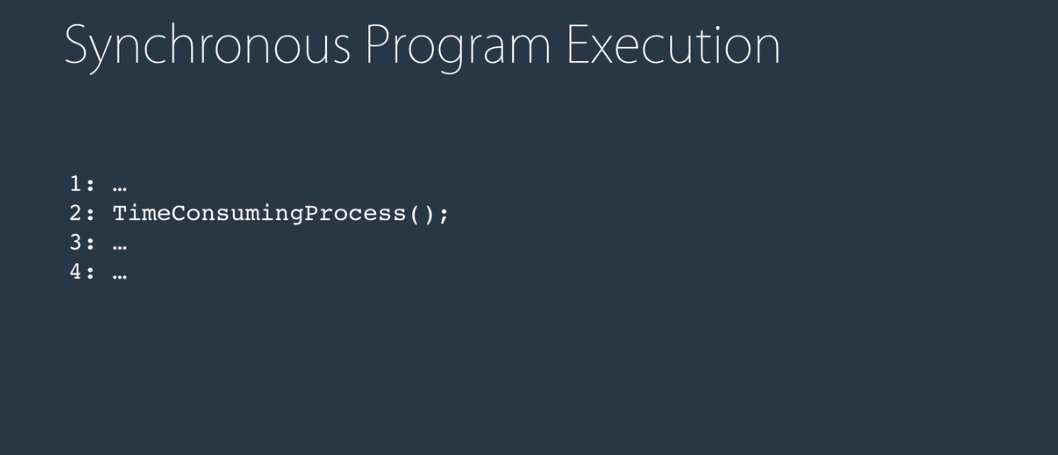 Synchronous Program Execution
1: …
2: TimeConsumingProcess();
3: …
4: …